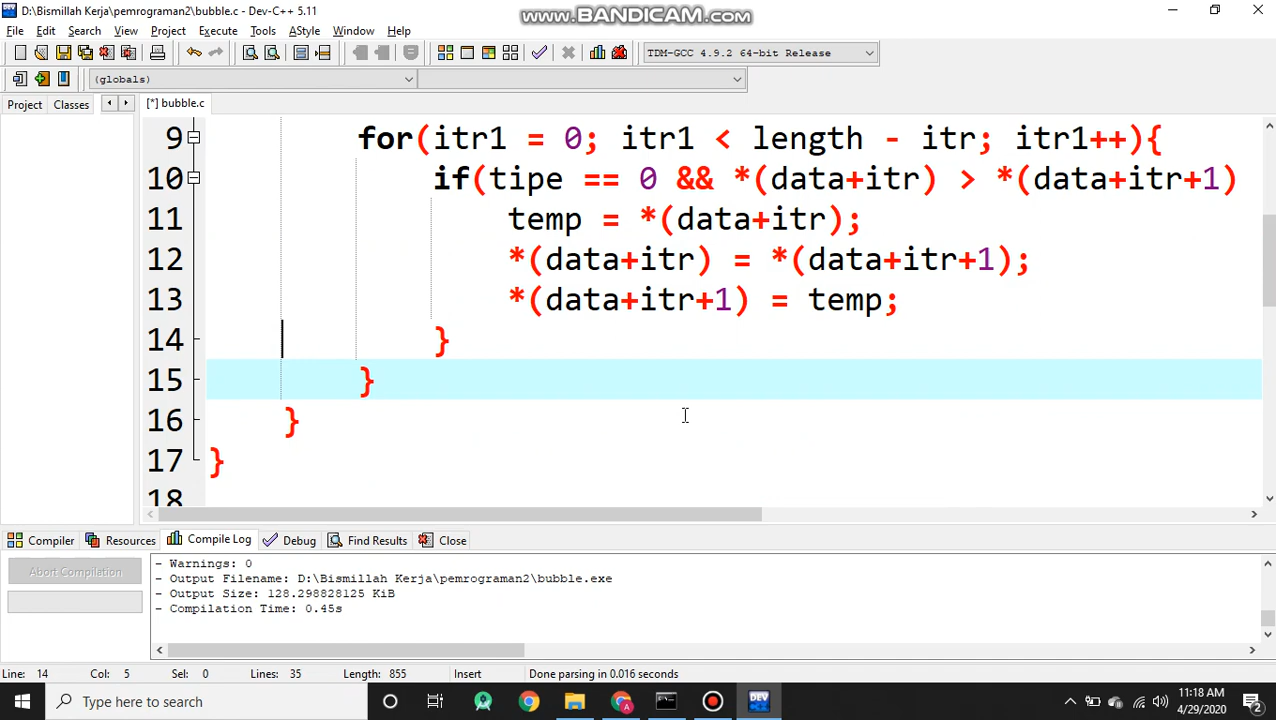 D:\Bismillah Kerja\pemrograman2\bubble.c - Dev-C++ 5.11
www.BANDICAM.com
File Edit Search View Project Execute Tools AStyle Window Help
TDM-GCC 4.9.2 64-bit Release
(globals)
Project Classes [*] bubble.c
9 for(itr1 = 0; itr1 < length - itr; itr1++){
10 if(tipe == 0 && *(data+itr) > *(data+itr+1)
11 temp = *(data+itr);
12 *(data+itr) = *(data+itr+1);
13 *(data+itr+1) = temp;
14 }
15 }
16 }
17 }
18
Compiler Resources Compile Log Debug Find Results Close
Abort Compilation
- Warnings: 0
- Output Filename: D:\Bismillah Kerja\pemrograman2\bubble.exe
- Output Size: 128.298828125 KiB
- Compilation Time: 0.45s
Line: 14 Col: 5 Sel: 0 Lines: 35 Length: 855 Insert Done parsing in 0.016 seconds
Type here to search
DEV
11:18 AM
4/29/2020
2